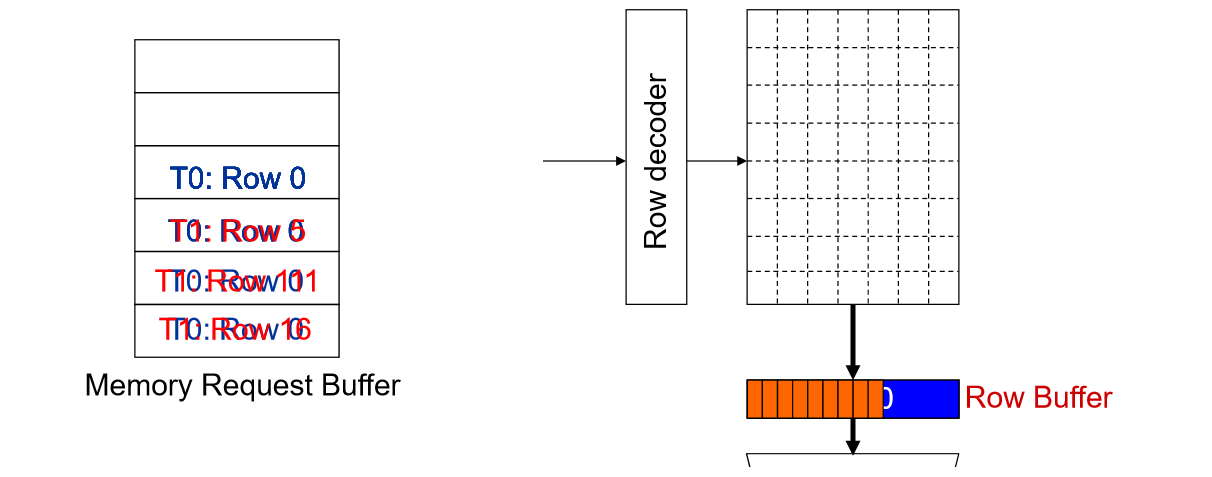 T0: Row 0
T0: Row 0
T1: Row 5
T0: Row 0
T1: Row 111
T0: Row 0
T1: Row 16
Memory Request Buffer
Row decoder
0
Row Buffer